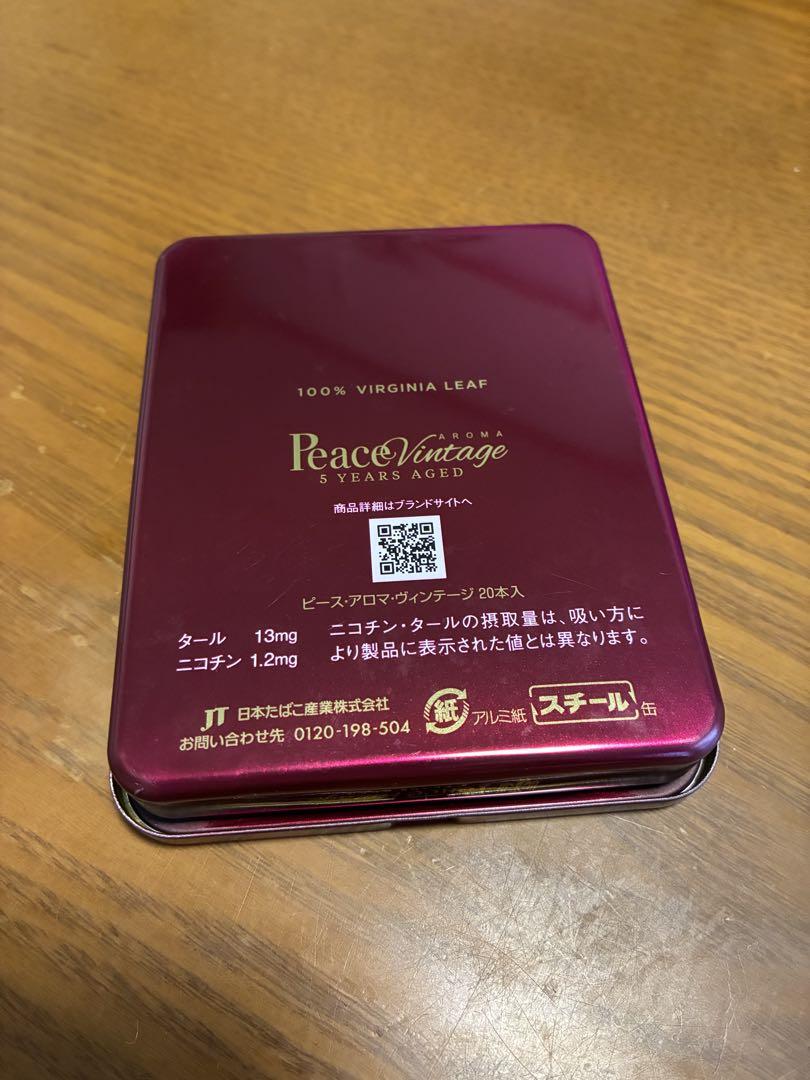 100% VIRGINIA LEAF
AROMA
Peace Vintage
5 YEARS AGED
商品詳細はブランドサイトへ
ピース・アロマ・ヴィンテージ 20本入
タール 13mg
ニコチン 1.2mg
ニコチン・タールの摂取量は、吸い方に
より製品に表示された値とは異なります。
JT 日本たばこ産業株式会社
お問い合わせ先 0120-198-504
紙 アルミ紙 スチール 缶